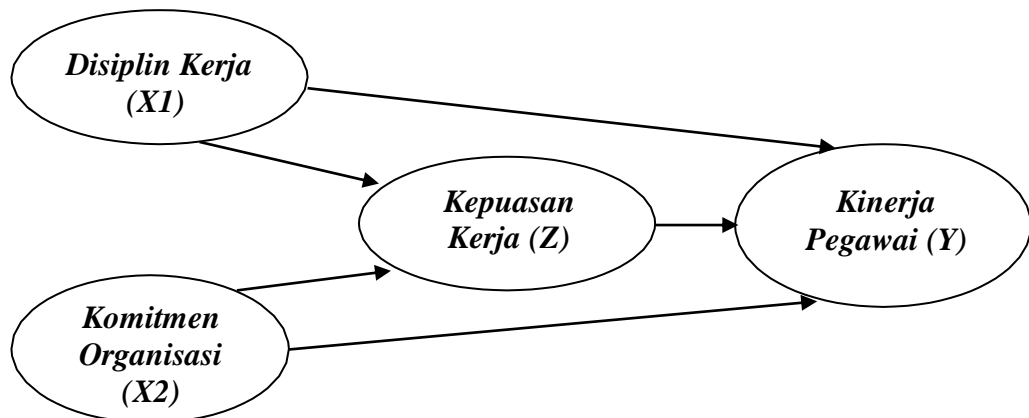 Disiplin Kerja
(X1)
Kepuasan
Kerja (Z)
Kinerja
Pegawai (Y)
Komitmen
Organisasi
(X2)